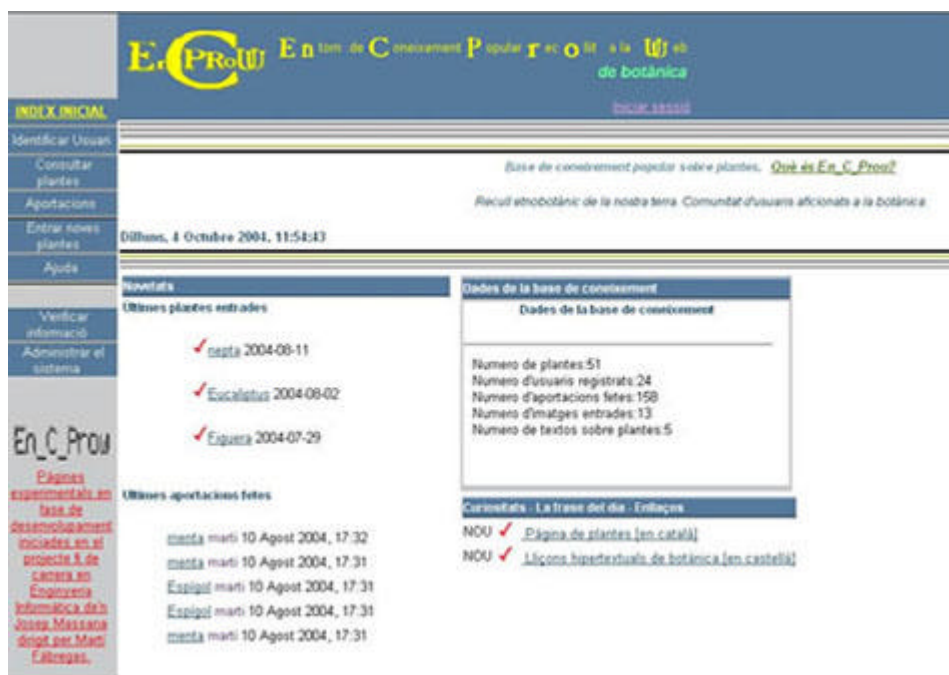 En C PRoW En torn de Coneixement Popular recollit a la Web
de botànica
Iniciar sessió
INDEX INICIAL
Identificar Usuari
Consultar
plantes
Aportacions
Entrar noves
plantes
Ajuda
Verificar
informació
Administrar el
sistema
En_C_Prow
Pàgines
experimentals en
fase de
desenvolupament
iniciades en el
projecte fi de
carrera en
Enginyeria
Informàtica d'en
Josep Massana
dirigit per Martí
Fàbregas.
Base de coneixement popular sobre plantes. Què és En_C_Prow?
Recull etnobotànic de la nostra terra. Comunitat d'usuaris aficionats a la botànica.
Dilluns, 4 Octubre 2004, 11:54:43
Novetats
Ultimes plantes entrades
nepta 2004-08-11
Eucaliptus 2004-08-02
Figuera 2004-07-29
Ultimes aportacions fetes
menta marti 10 Agost 2004, 17:32
menta marti 10 Agost 2004, 17:31
Espigol marti 10 Agost 2004, 17:31
Espigol marti 10 Agost 2004, 17:31
menta marti 10 Agost 2004, 17:31
Dades de la base de coneixement
Dades de la base de coneixement
Numero de plantes:51
Numero d'usuaris registrats:24
Numero d'aportacions fetes:158
Numero d'imatges entrades:13
Numero de textos sobre plantes:5
Curiositats - La frase del dia - Enllaços
NOU Pàgina de plantes [en català]
NOU Lliçons hipertextuals de botànica [en castellà]